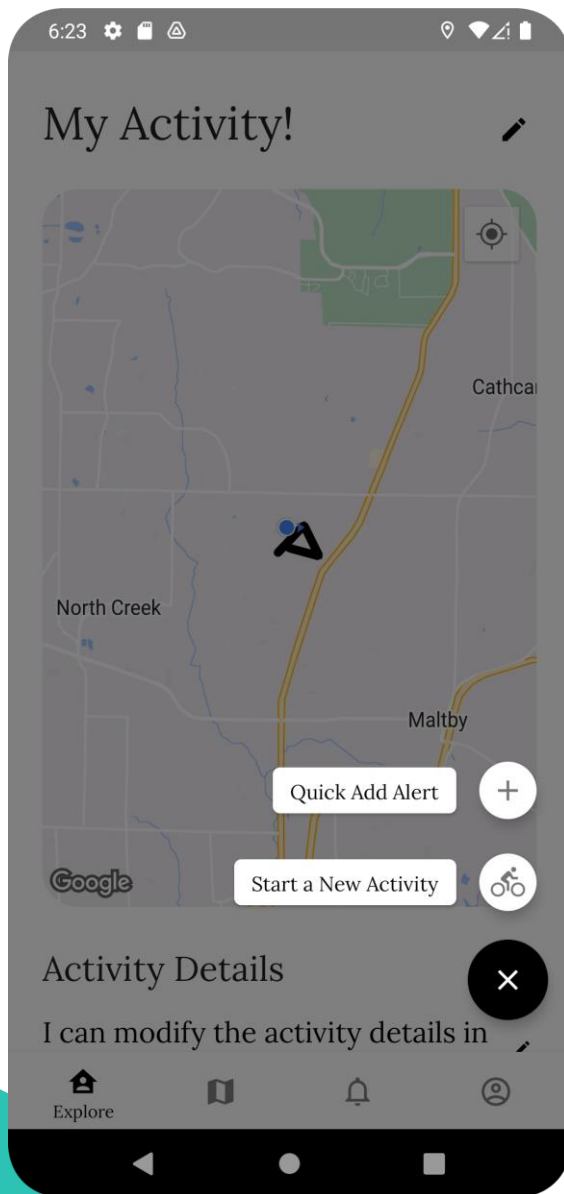 6:23
My Activity!
Cathcar
North Creek
Maltby
Quick Add Alert
Google
Start a New Activity
Activity Details
I can modify the activity details in
Explore